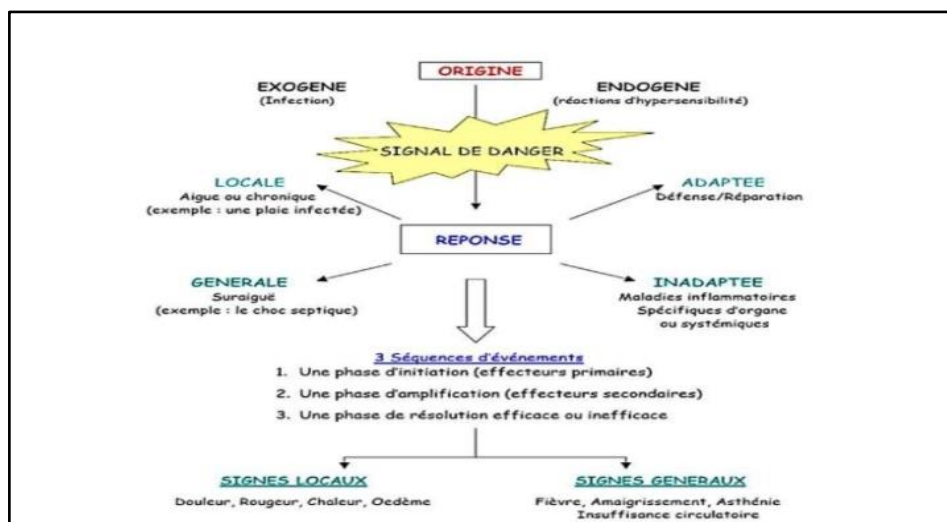 ORIGINE
EXOGENE
(Infection)
ENDOGENE
(réactions d'hypersensibilité)
SIGNAL DE DANGER
LOCALE
Aigue ou chronique
(exemple : une plaie infectée)
ADAPTEE
Défense/Réparation
REPONSE
GENERALE
Suraiguë
(exemple : le choc septique)
INADAPTEE
Maladies inflammatoires
Spécifiques d'organe
ou systémiques
3 Séquences d'événements
1. Une phase d'initiation (effecteurs primaires)
2. Une phase d'amplification (effecteurs secondaires)
3. Une phase de résolution efficace ou inefficace
SIGNES LOCAUX
Douleur, Rougeur, Chaleur, Oedème
SIGNES GENERAUX
Fièvre, Amaigrissement, Asthénie
Insuffisance circulatoire